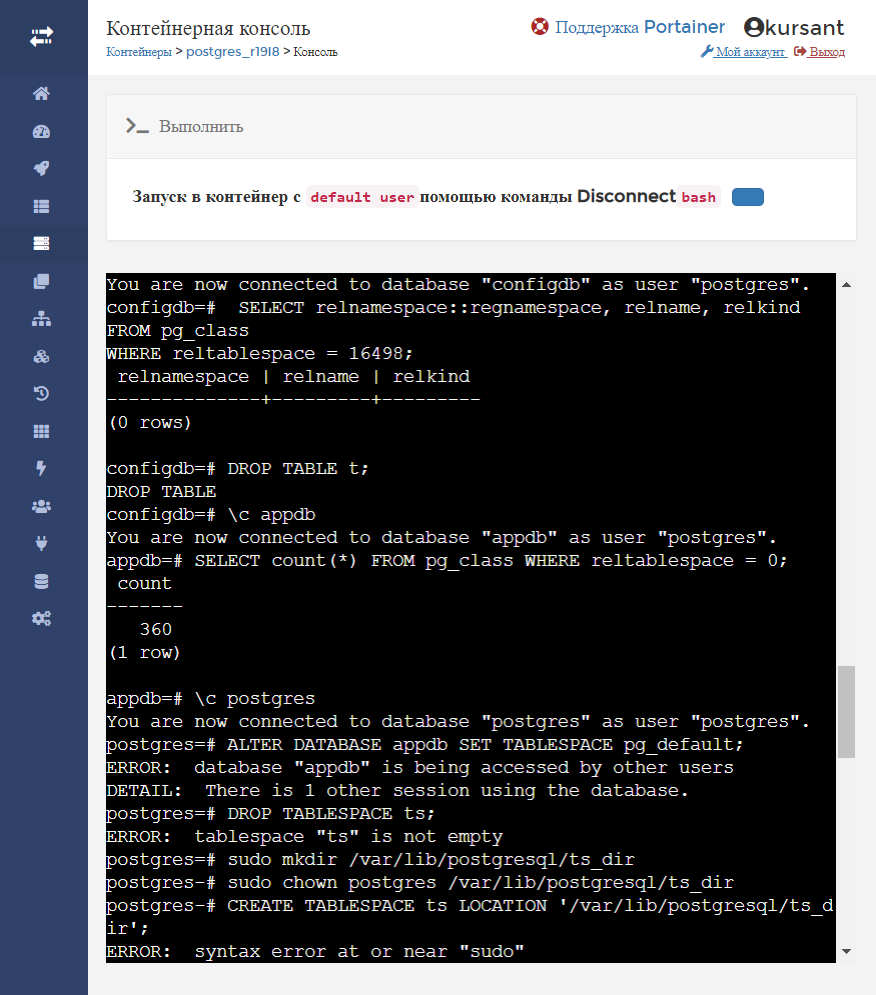 Контейнерная консоль
Поддержка Portainer
kursant
Контейнеры > postgres_r19l8 > Консоль
Мой аккаунт Выход
>_ Выполнить
Запуск в контейнер с default user помощью команды Disconnect bash
You are now connected to database "configdb" as user "postgres".
configdb=#  SELECT relnamespace::regnamespace, relname, relkind
FROM pg_class
WHERE reltablespace = 16498;
 relnamespace | relname | relkind
--------------+---------+---------
(0 rows)
configdb=# DROP TABLE t;
DROP TABLE
configdb=# \c appdb
You are now connected to database "appdb" as user "postgres".
appdb=# SELECT count(*) FROM pg_class WHERE reltablespace = 0;
 count
-------
   360
(1 row)
appdb=# \c postgres
You are now connected to database "postgres" as user "postgres".
postgres=# ALTER DATABASE appdb SET TABLESPACE pg_default;
ERROR:  database "appdb" is being accessed by other users
DETAIL:  There is 1 other session using the database.
postgres=# DROP TABLESPACE ts;
ERROR:  tablespace "ts" is not empty
postgres=# sudo mkdir /var/lib/postgresql/ts_dir
postgres-# sudo chown postgres /var/lib/postgresql/ts_dir
postgres-# CREATE TABLESPACE ts LOCATION '/var/lib/postgresql/ts_d
ir';
ERROR:  syntax error at or near "sudo"